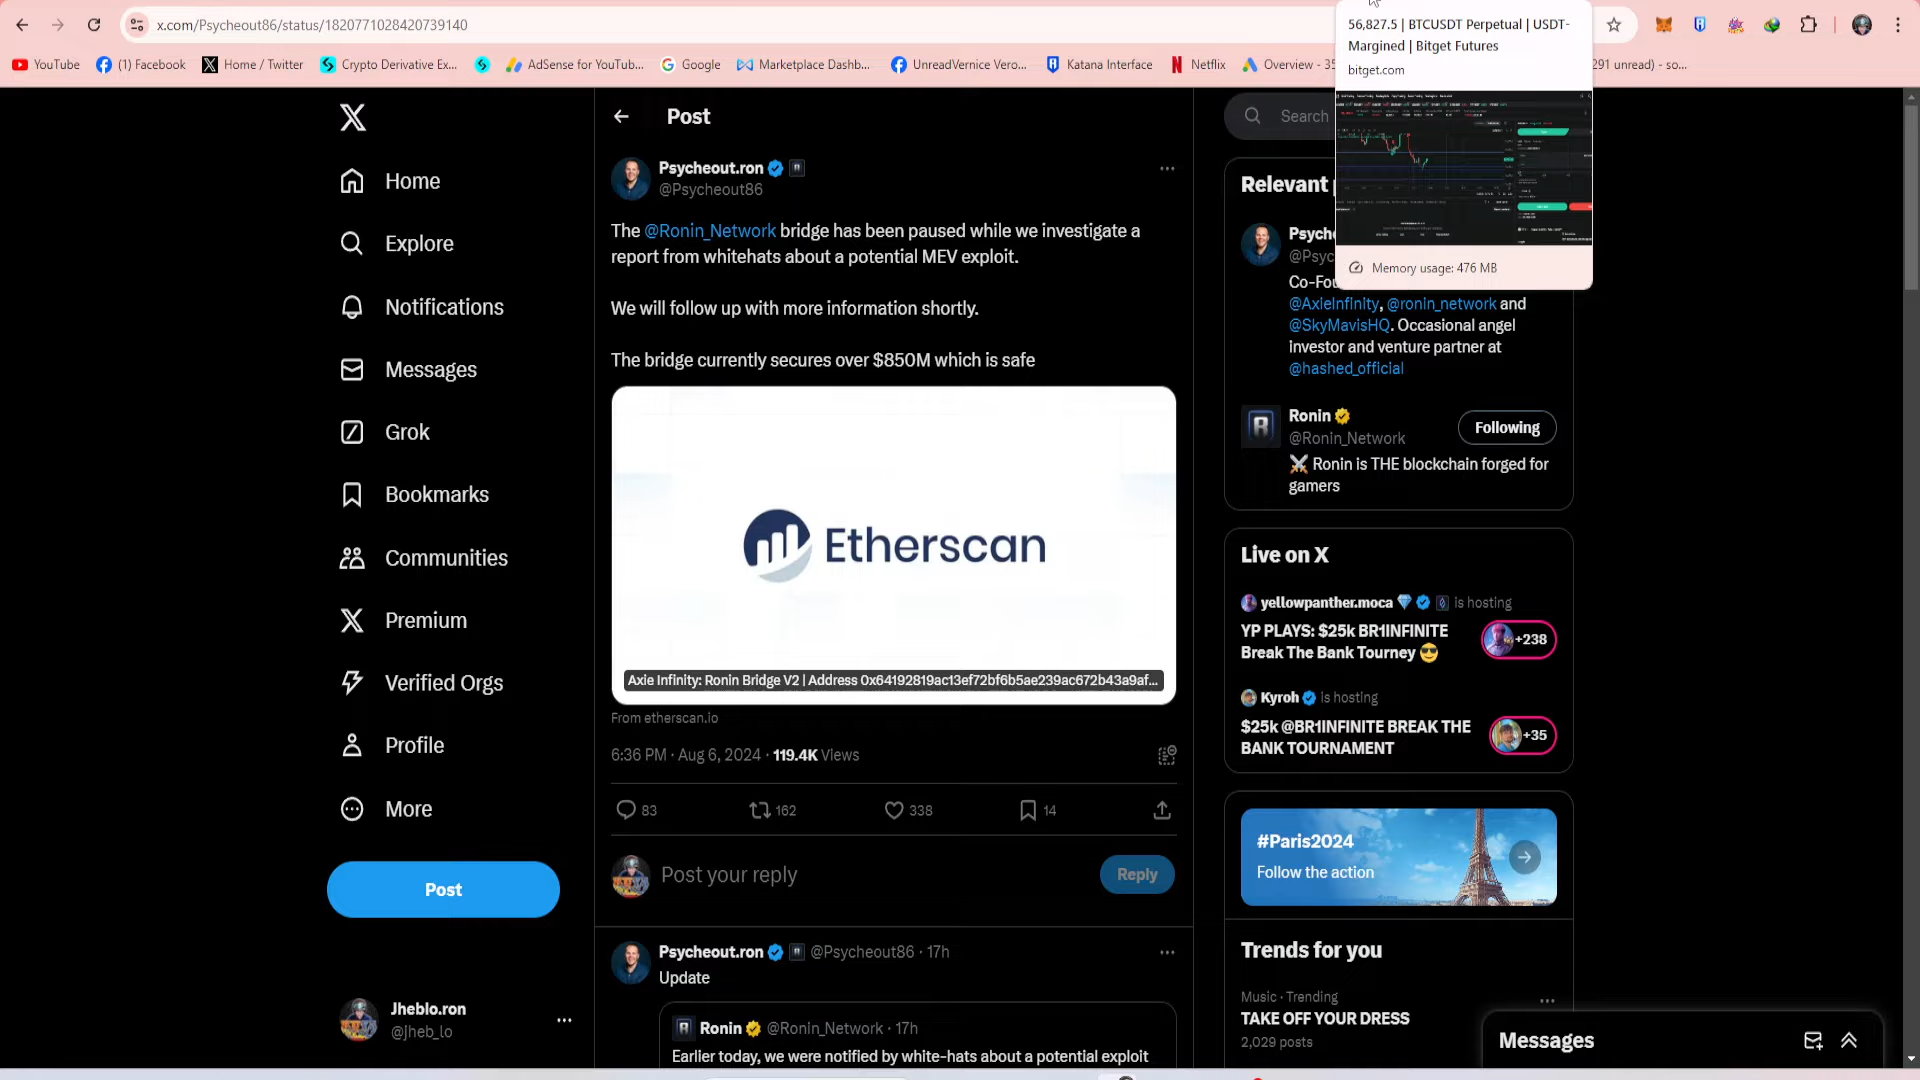 x.com/Psycheout86/status/1820771028420739140
56,827.5 | BTCUSDT Perpetual | USDT-
Margined | Bitget Futures
bitget.com
Memory usage: 476 MB
YouTube
(1) Facebook
Home / Twitter
Crypto Derivative Ex...
AdSense for YouTub...
Google
Marketplace Dashb...
UnreadVernice Vero...
Katana Interface
Netflix
Overview - 35
291 unread) - so...
Home
Explore
Notifications
Messages
Grok
Bookmarks
Communities
Premium
Verified Orgs
Profile
More
Post
Jheblo.ron
@jheb_lo
Post
Psycheout.ron
@Psycheout86
The @Ronin_Network bridge has been paused while we investigate a
report from whitehats about a potential MEV exploit.
We will follow up with more information shortly.
The bridge currently secures over $850M which is safe
Etherscan
Axie Infinity: Ronin Bridge V2 | Address 0x64192819ac13ef72bf6b5ae239ac672b43a9af...
From etherscan.io
6:36 PM · Aug 6, 2024 · 119.4K Views
83
162
338
14
Post your reply
Reply
Psycheout.ron @Psycheout86 · 17h
Update
Ronin @Ronin_Network · 17h
Earlier today, we were notified by white-hats about a potential exploit
Search
Relevant p
Psych
@Psyc
Co-Fou
@AxieInfinity, @ronin_network and
@SkyMavisHQ. Occasional angel
investor and venture partner at
@hashed_official
Ronin
@Ronin_Network
Following
Ronin is THE blockchain forged for
gamers
Live on X
yellowpanther.moca is hosting
YP PLAYS: $25k BR1INFINITE
Break The Bank Tourney
+238
Kyroh is hosting
$25k @BR1INFINITE BREAK THE
BANK TOURNAMENT
+35
#Paris2024
Follow the action
Trends for you
Music · Trending
TAKE OFF YOUR DRESS
2,029 posts
Messages